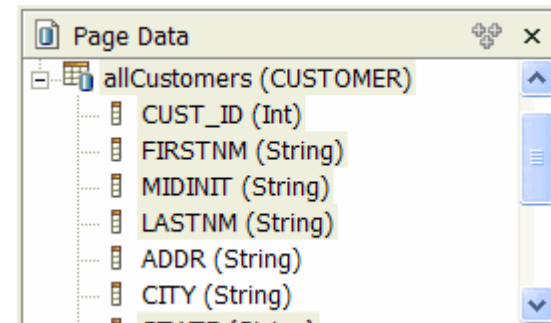 Page Data
allCustomers (CUSTOMER)
CUST_ID (Int)
FIRSTNM (String)
MIDINIT (String)
LASTNM (String)
ADDR (String)
CITY (String)